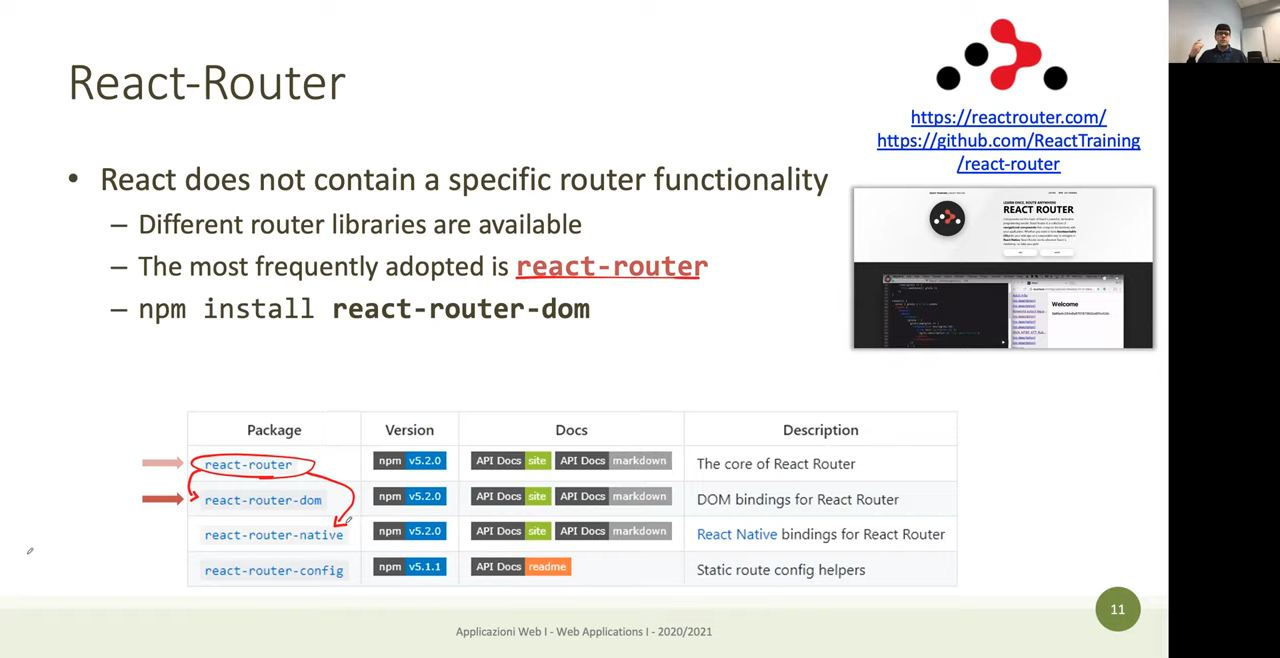 React-Router
https://reactrouter.com/
https://github.com/ReactTraining
/react-router
• React does not contain a specific router functionality
– Different router libraries are available
– The most frequently adopted is react-router
– npm install react-router-dom
REACT ROUTER
Welcome
Package Version Docs Description
react-router npm v5.2.0 API Docs site API Docs markdown The core of React Router
react-router-dom npm v5.2.0 API Docs site API Docs markdown DOM bindings for React Router
react-router-native npm v5.2.0 API Docs site API Docs markdown React Native bindings for React Router
react-router-config npm v5.1.1 API Docs readme Static route config helpers
11
Applicazioni Web I - Web Applications I - 2020/2021